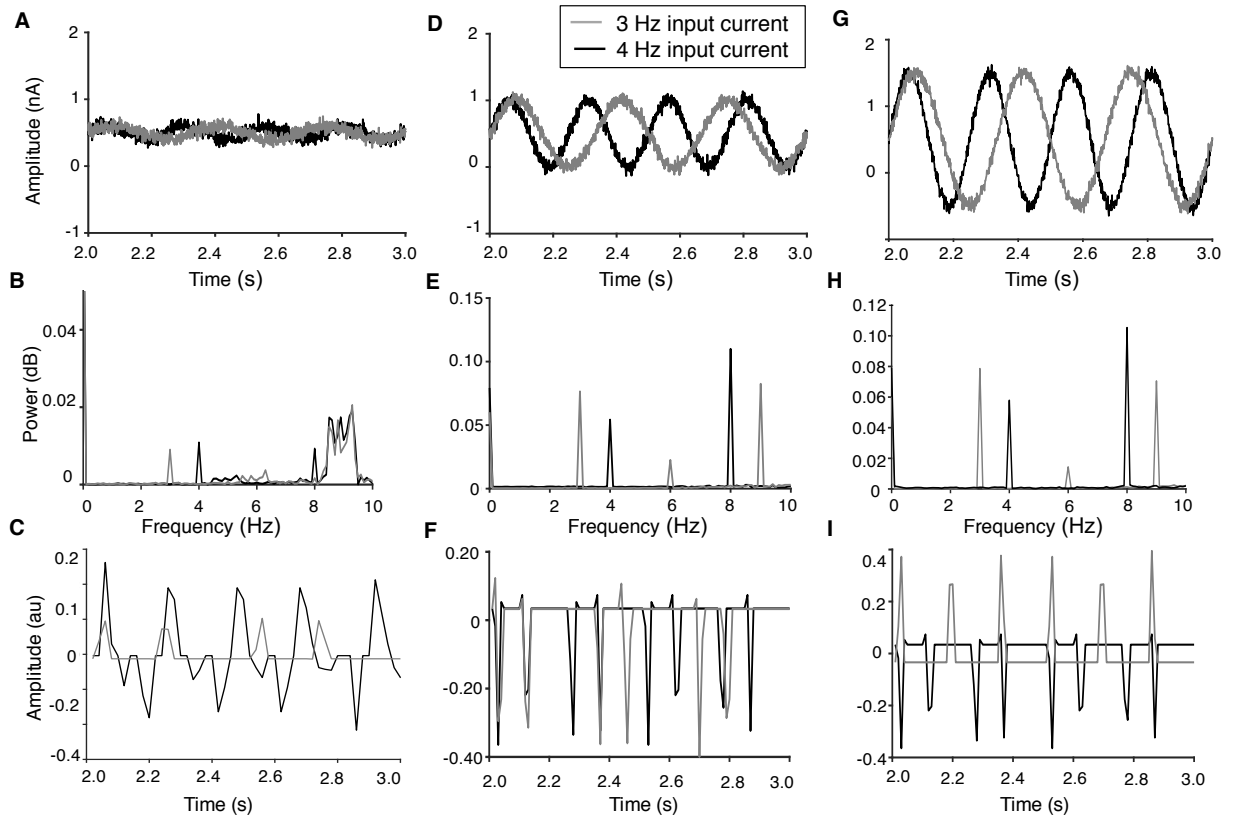 A
D
G
3 Hz input current
4 Hz input current
2
1
0
-1
Amplitude (nA)
2.0 2.2 2.4 2.6 2.8 3.0
Time (s)
2
1
0
-1
2.0 2.2 2.4 2.6 2.8 3.0
Time (s)
2
1
0
2.0 2.2 2.4 2.6 2.8 3.0
Time (s)
B
E
H
0.04
0.02
0
Power (dB)
0 2 4 6 8 10
Frequency (Hz)
0.15
0.10
0.05
0
0 2 4 6 8 10
Frequency (Hz)
0.12
0.10
0.08
0.06
0.04
0.02
0
0 2 4 6 8 10
Frequency (Hz)
C
F
I
0.2
0.1
0
-0.2
-0.4
Amplitude (au)
2.0 2.2 2.4 2.6 2.8 3.0
Time (s)
0.20
0
-0.20
-0.40
2.0 2.2 2.4 2.6 2.8 3.0
Time (s)
0.4
0.2
0
-0.2
-0.4
2.0 2.2 2.4 2.6 2.8 3.0
Time (s)